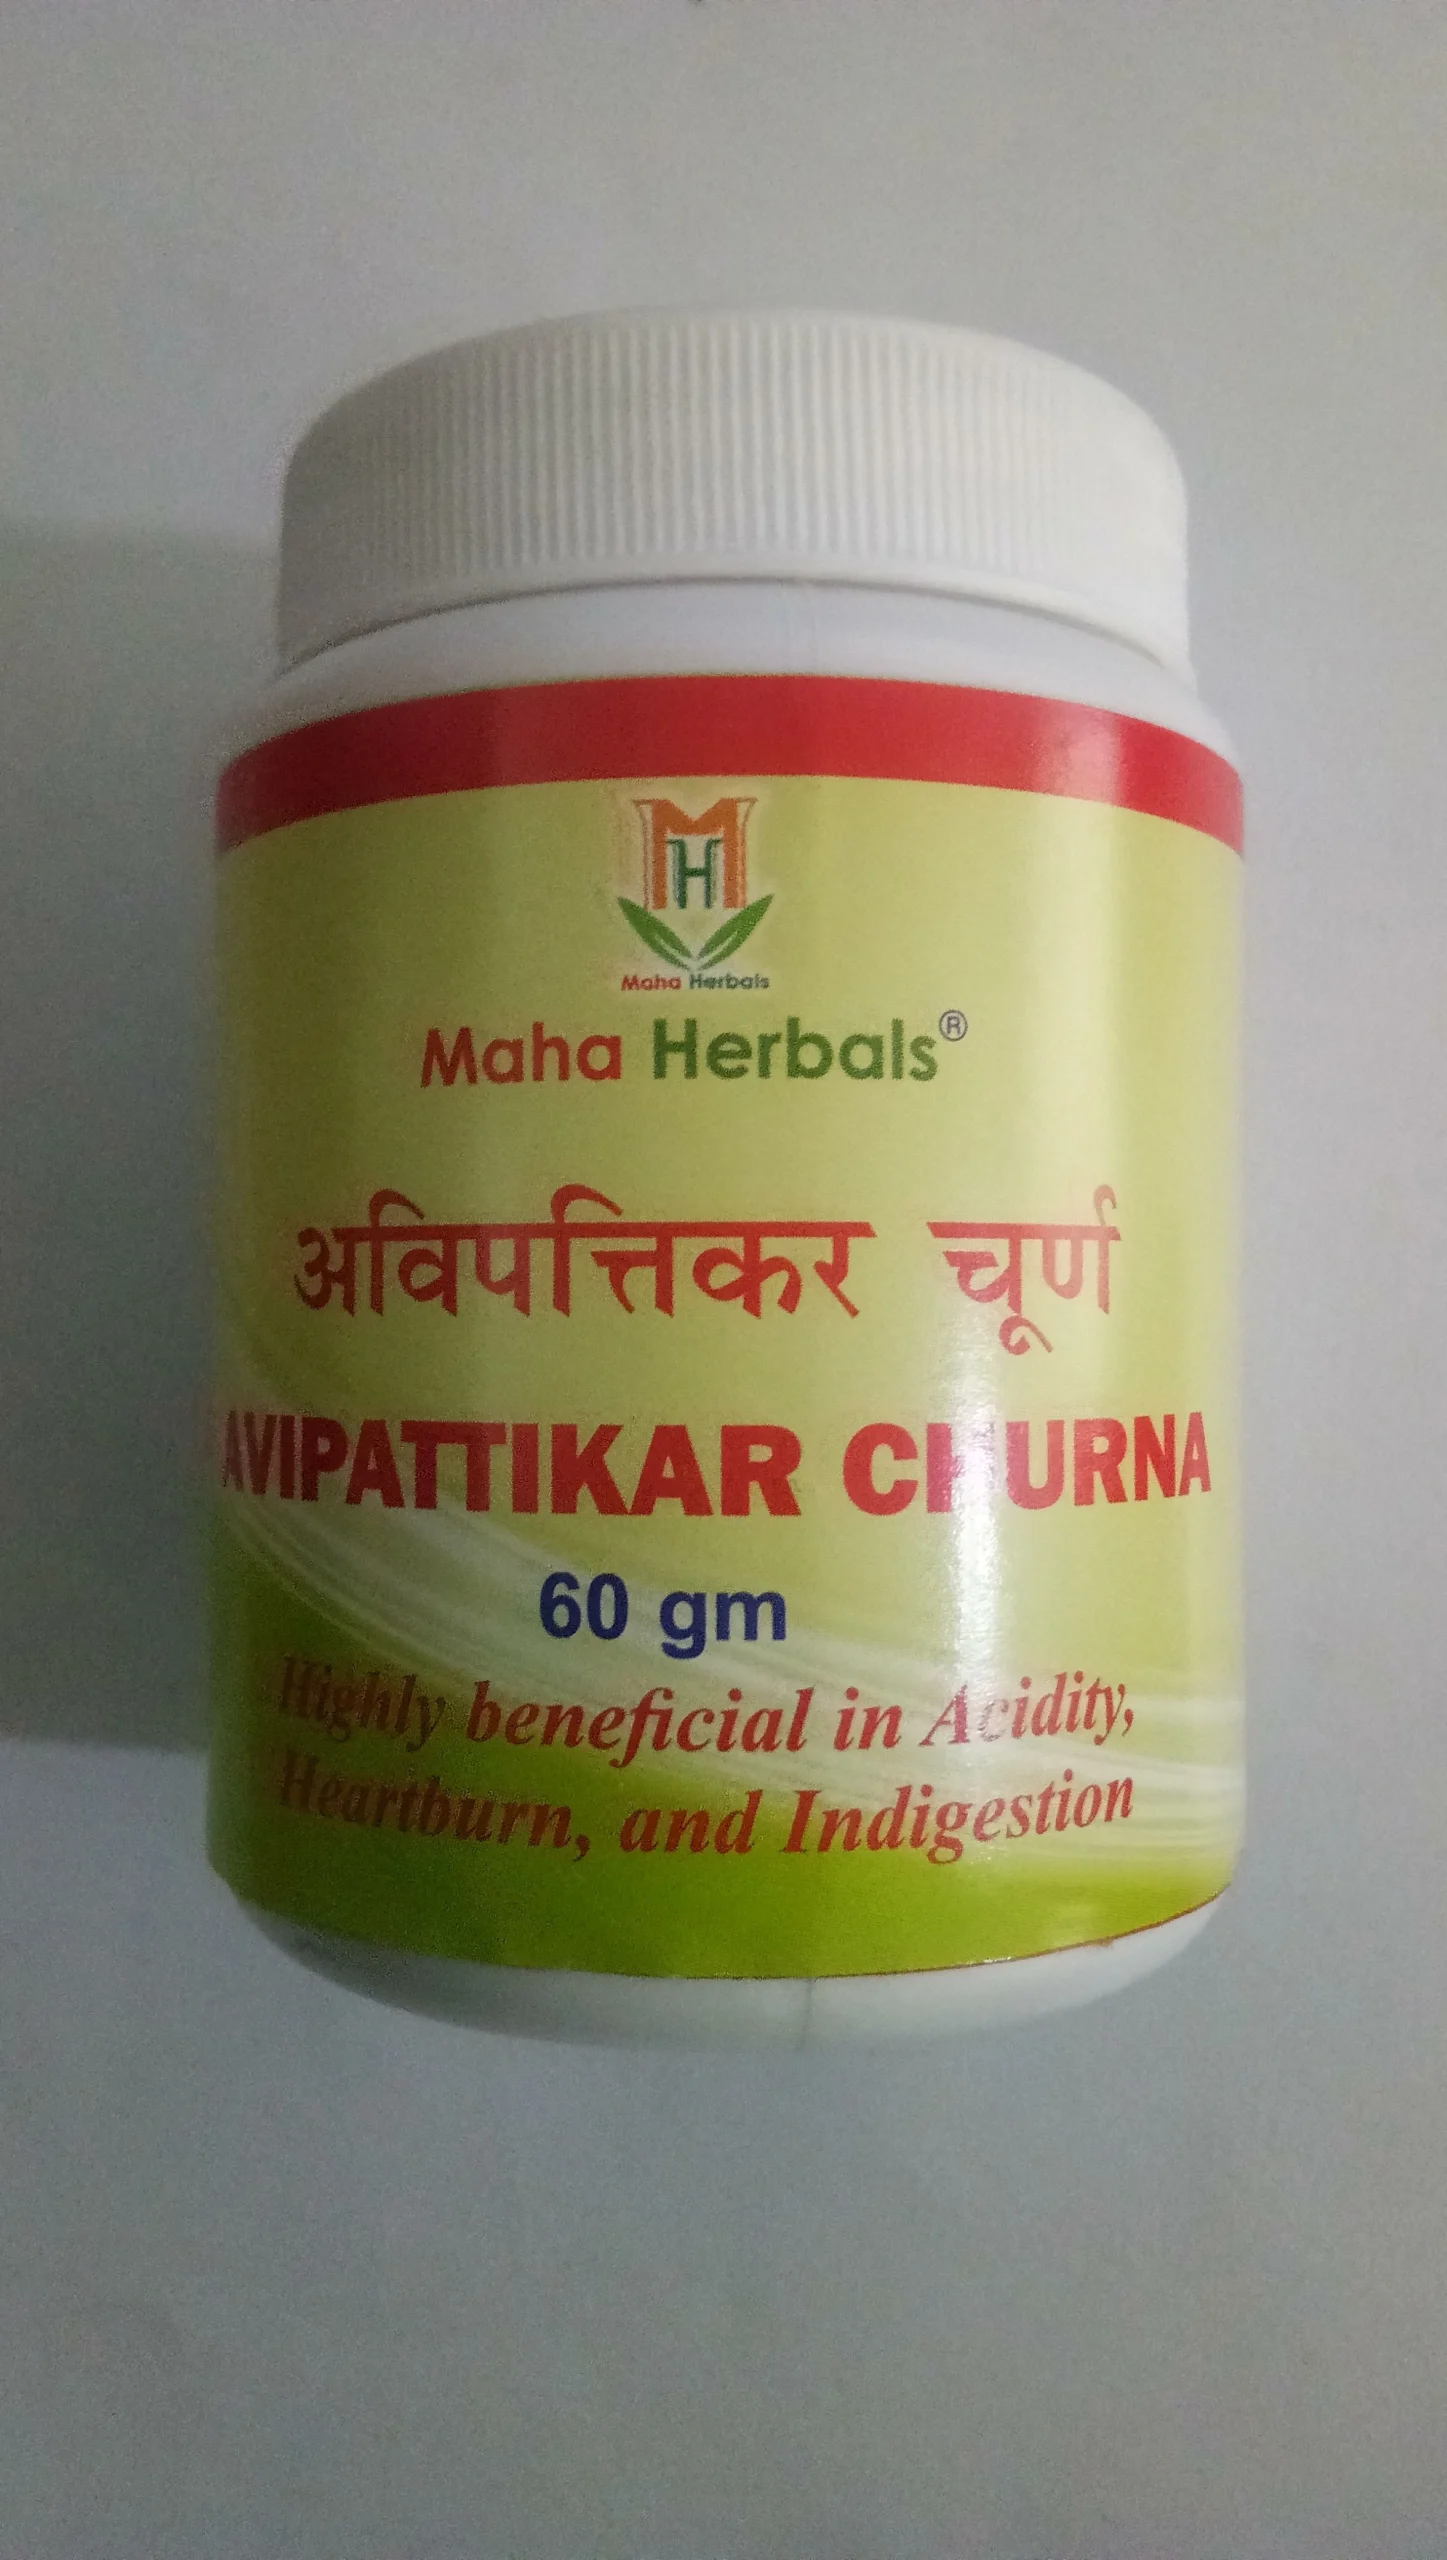 MH
Maha Herbals
Maha Herbals®
अविपत्तिकर चूर्ण
AVIPATTIKAR CHURNA
60 gm
Highly beneficial in Acidity,
Heartburn, and Indigestion